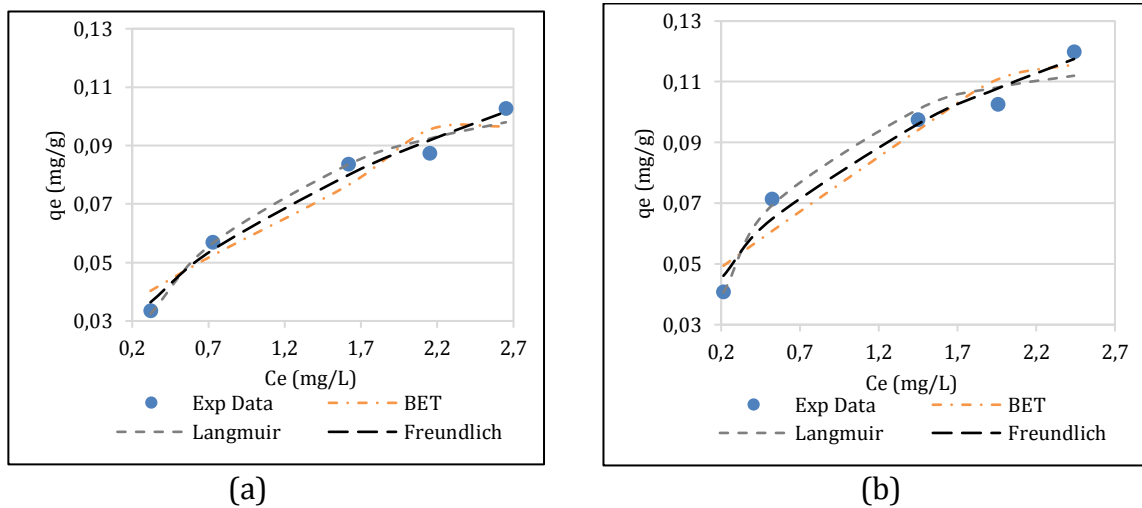 0,13
0,11
0,09
0,07
0,05
0,03
qe (mg/g)
0,2 0,7 1,2 1,7 2,2 2,7
Ce (mg/L)
Exp Data BET
Langmuir Freundlich
(a)
0,13
0,11
0,09
0,07
0,05
0,03
qe (mg/g)
0,2 0,7 1,2 1,7 2,2 2,7
Ce (mg/L)
Exp Data BET
Langmuir Freundlich
(b)